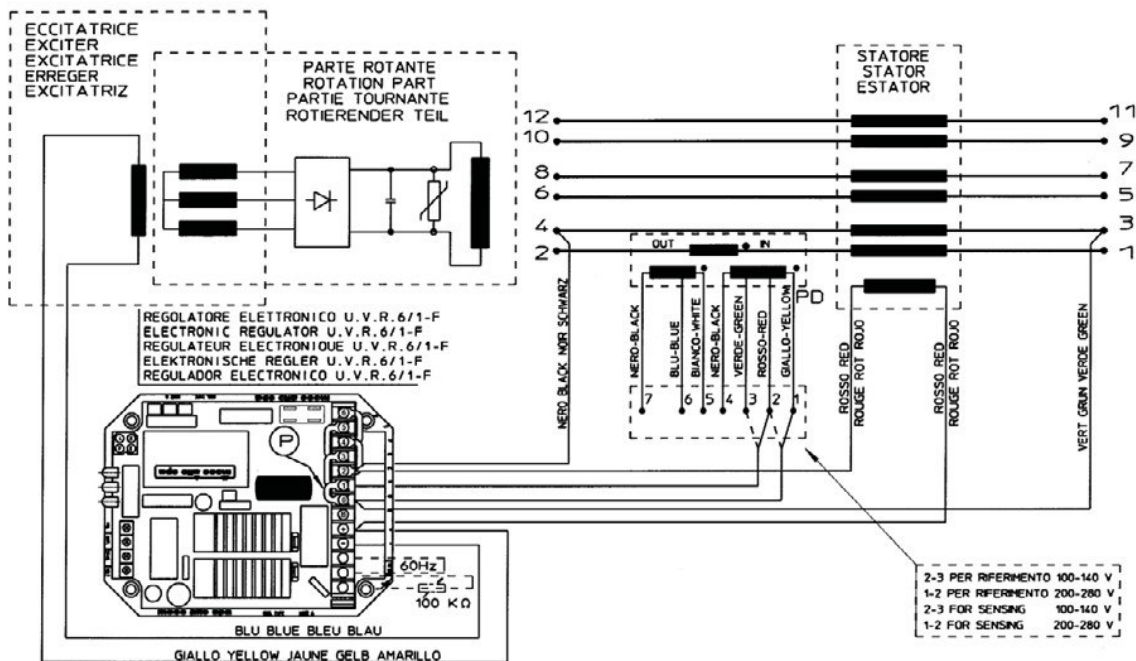 ECCITATRICE
EXCITER
EXCITATRICE
ERREGER
EXCITATRIZ
PARTE ROTANTE
ROTATION PART
PARTIE TOURNANTE
ROTIERENDER TEIL
STATORE
STATOR
ESTATOR
12
11
10
9
8
7
6
5
4
3
2
1
OUT
IN
PD
NERO-BLACK
BLU-BLUE
BIANCO-WHITE
NERO-BLACK
VERDE-GREEN
ROSSO-RED
GIALLO-YELLOW
7
6
5
4
3
2
1
NERO BLACK NOIR SCHWARZ
ROSSO RED
ROUGE ROT ROJO
ROSSO RED
ROUGE ROT ROJO
VERT GRUN VERDE GREEN
REGOLATORE ELETTRONICO U.V.R.6/1-F
ELECTRONIC REGULATOR U.V.R.6/1-F
REGULATEUR ELECTRONIQUE U.V.R.6/1-F
ELEKTRONISCHE REGLER U.V.R.6/1-F
REGULADOR ELECTRONICO U.V.R.6/1-F
P
60Hz
100 KΩ
BLU BLUE BLEU BLAU
GIALLO YELLOW JAUNE GELB AMARILLO
2-3 PER RIFERIMENTO 100-140 V
1-2 PER RIFERIMENTO 200-280 V
2-3 FOR SENSING 100-140 V
1-2 FOR SENSING 200-280 V